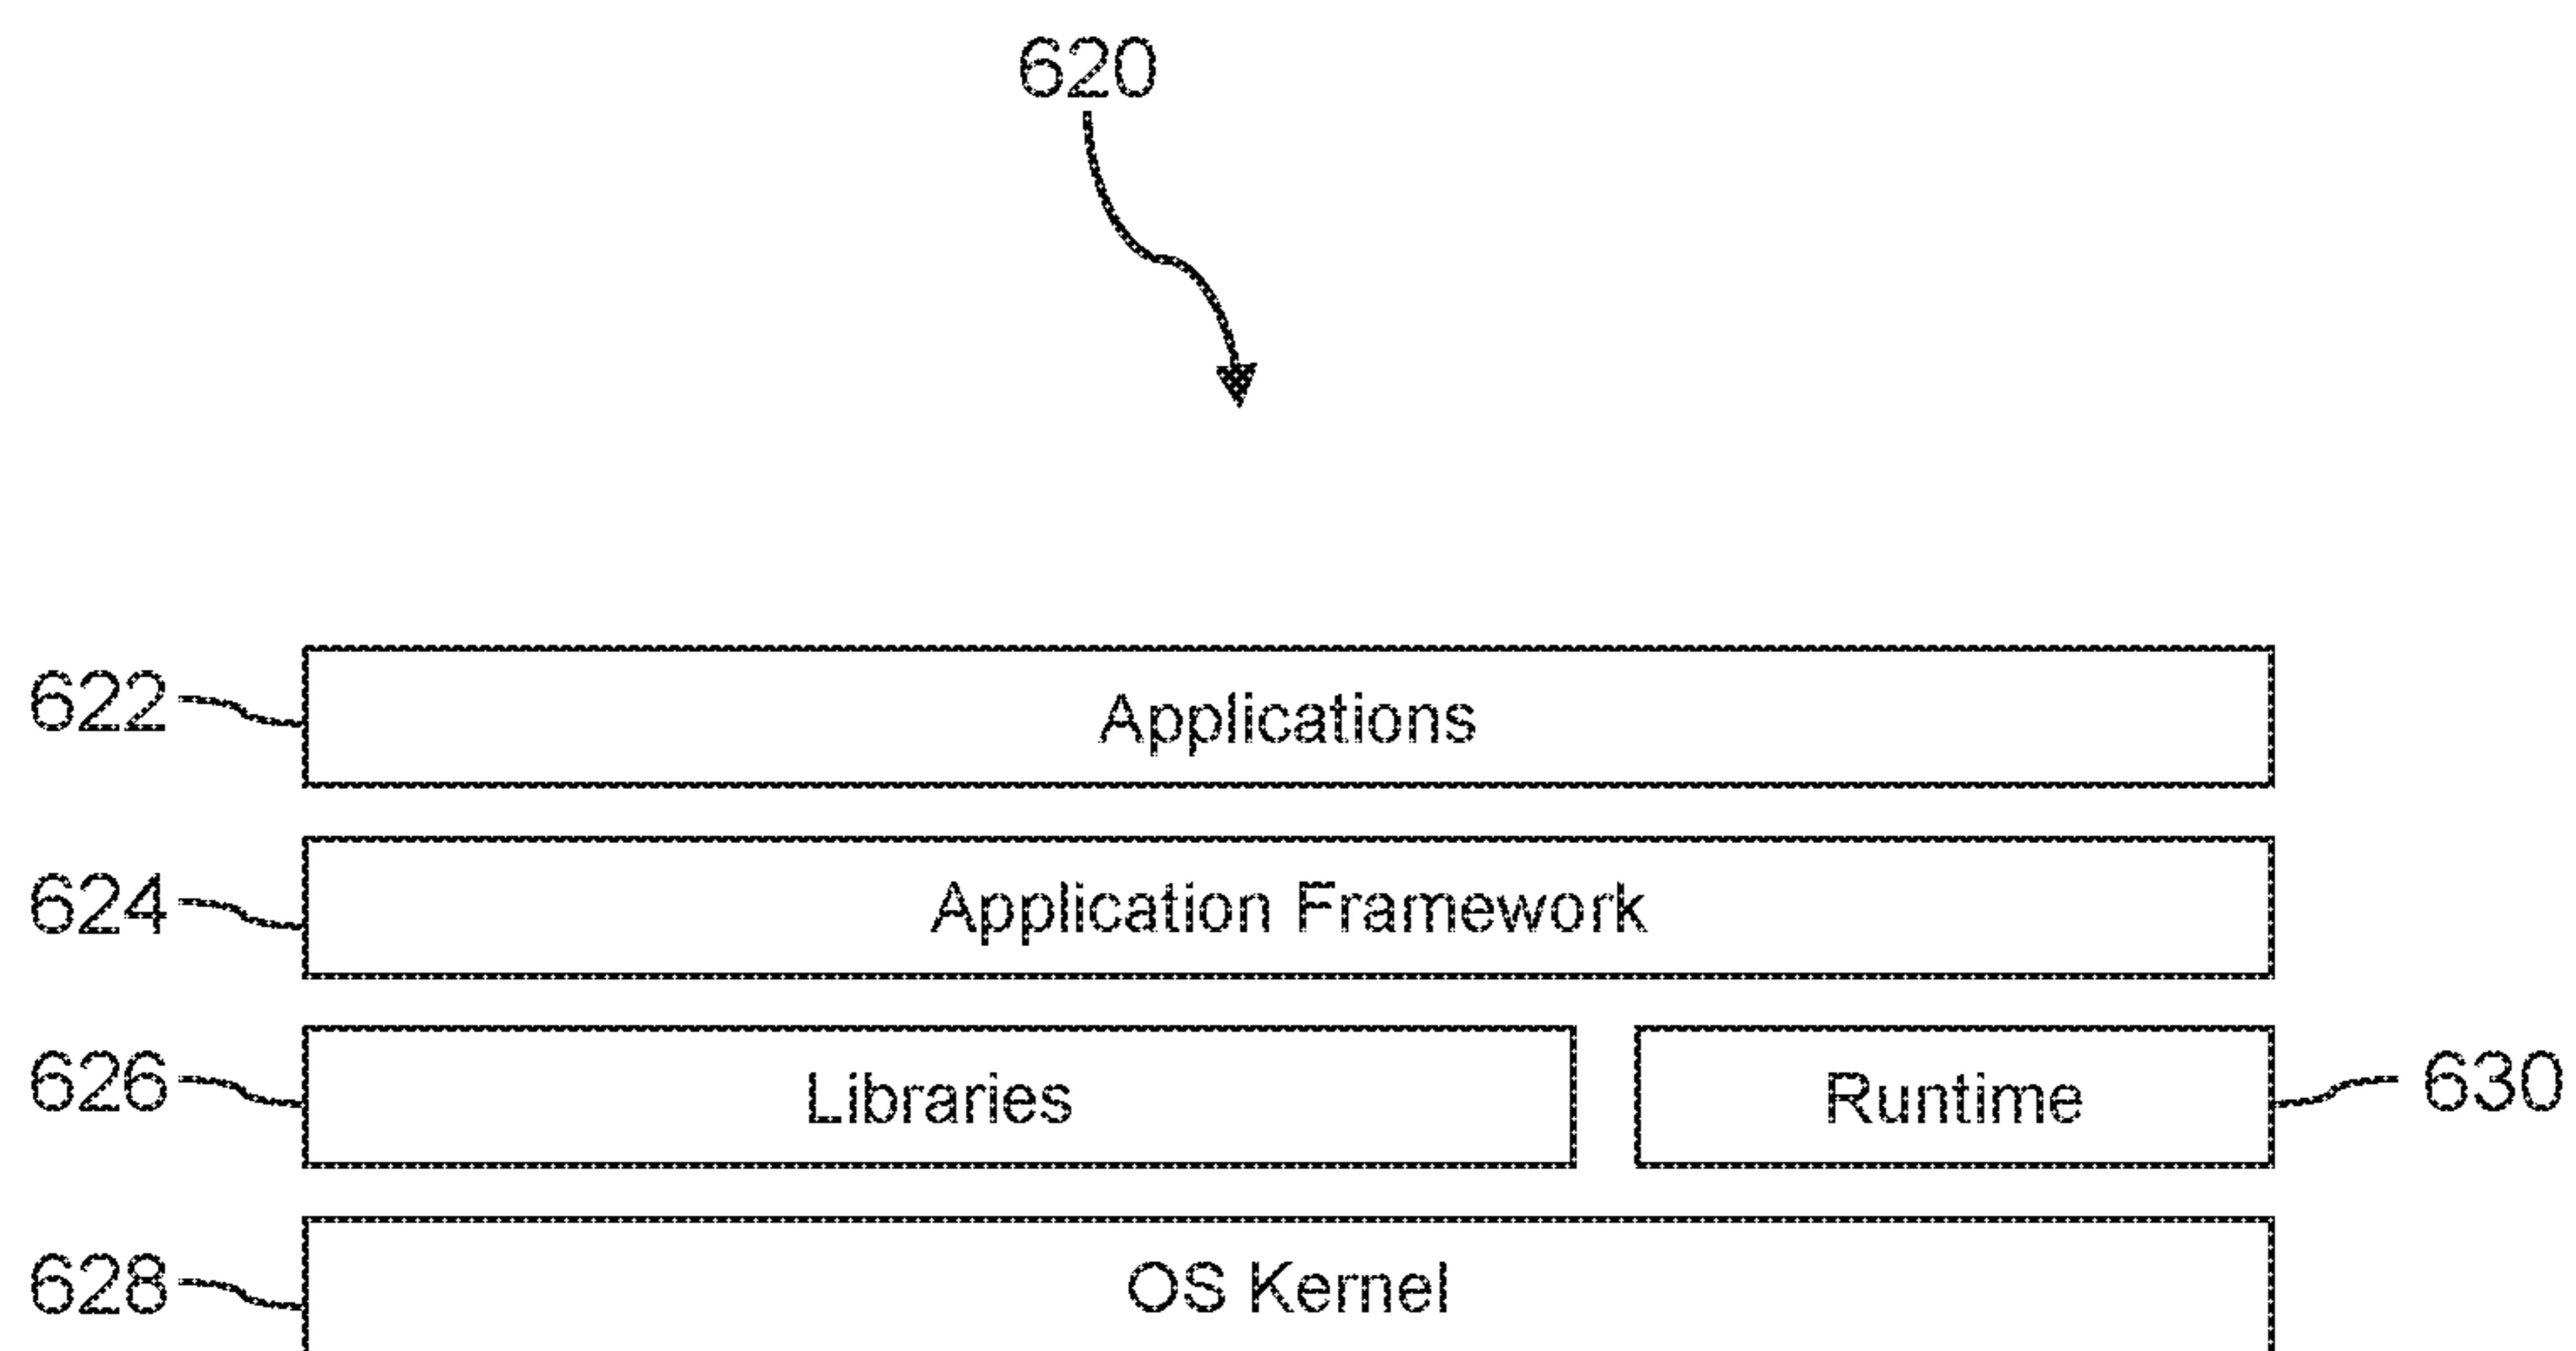 620
622 Applications
624 Application Framework
626 Libraries Runtime 630
628 OS Kernel